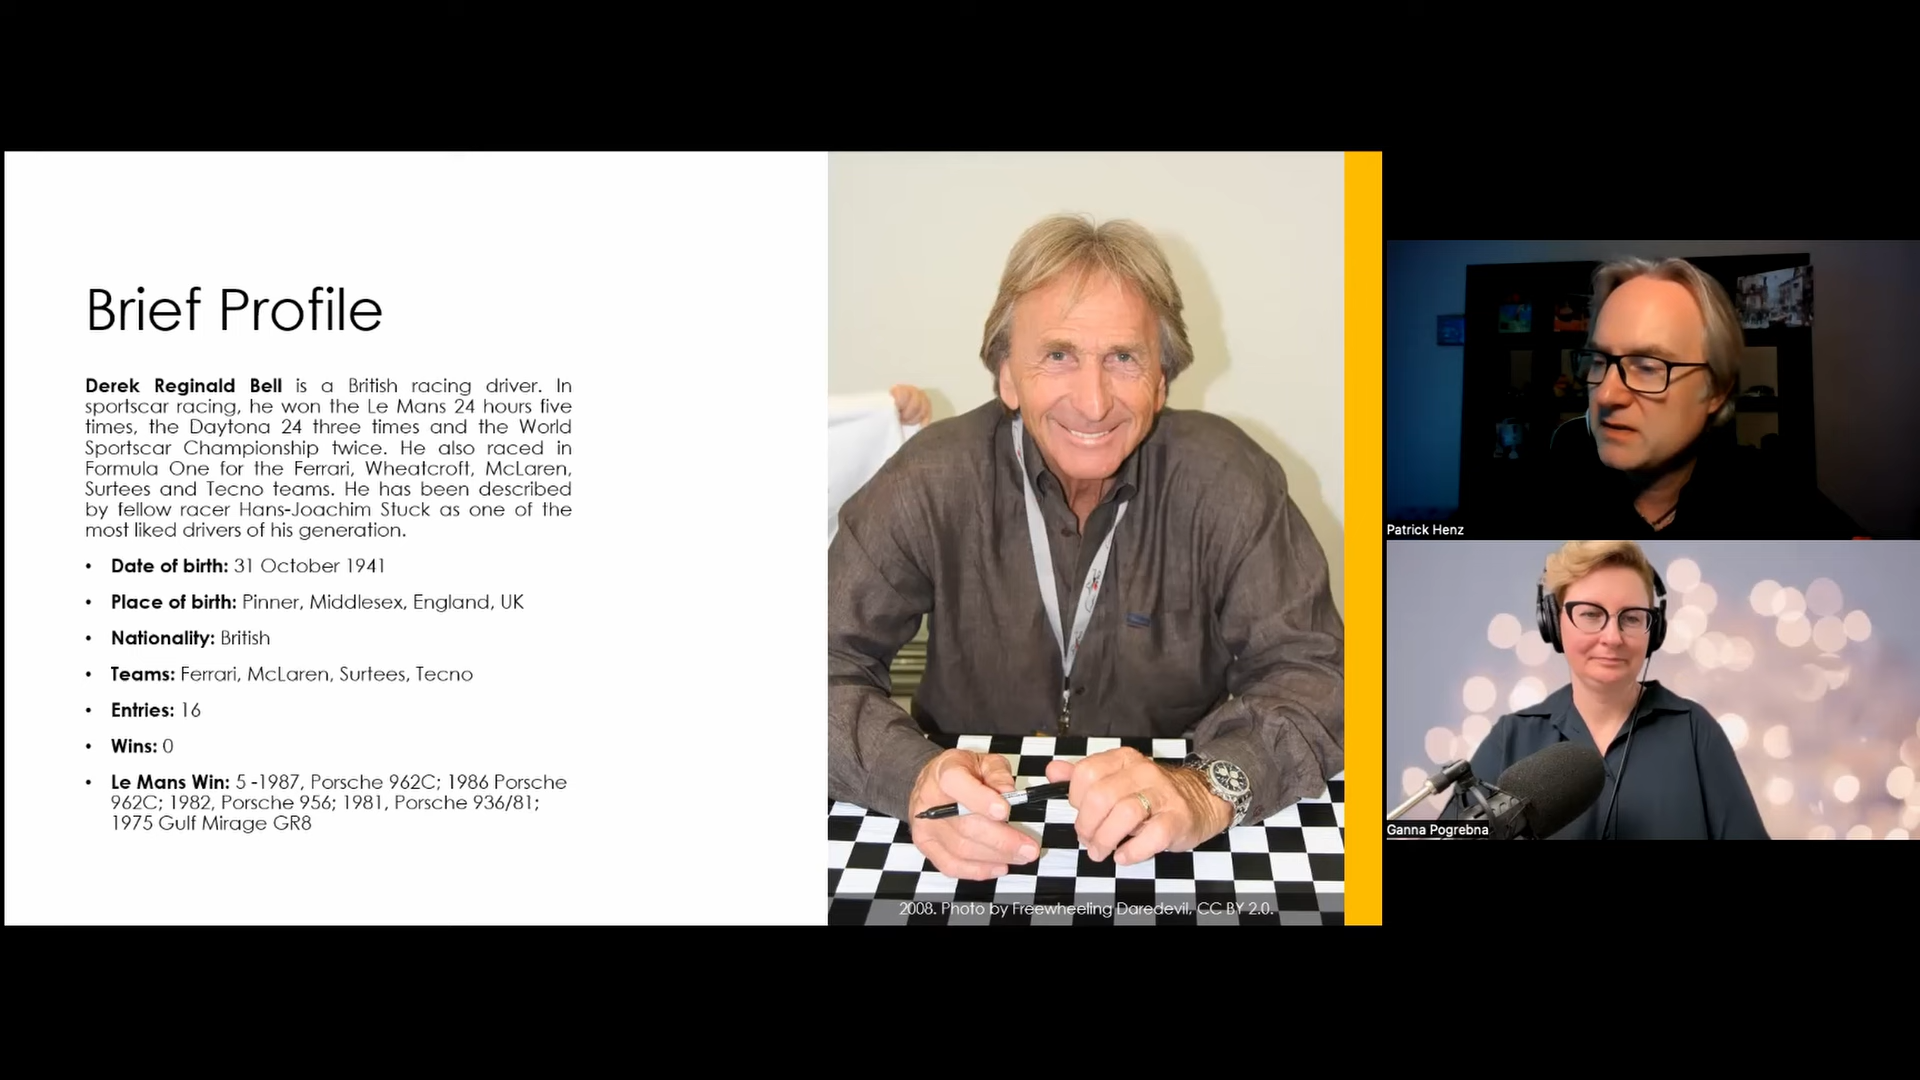 Brief Profile
Derek Reginald Bell is a British racing driver. In
sportscar racing, he won the Le Mans 24 hours five
times, the Daytona 24 three times and the World
Sportscar Championship twice. He also raced in
Formula One for the Ferrari, Wheatcroft, McLaren,
Surtees and Tecno teams. He has been described
by fellow racer Hans-Joachim Stuck as one of the
most liked drivers of his generation.
• Date of birth: 31 October 1941
• Place of birth: Pinner, Middlesex, England, UK
• Nationality: British
• Teams: Ferrari, McLaren, Surtees, Tecno
• Entries: 16
• Wins: 0
• Le Mans Win: 5 -1987, Porsche 962C; 1986 Porsche
962C; 1982, Porsche 956; 1981, Porsche 936/81;
1975 Gulf Mirage GR8
2008. Photo by Freewheeling Daredevil, CC BY 2.0.
Patrick Henz
Ganna Pogrebna